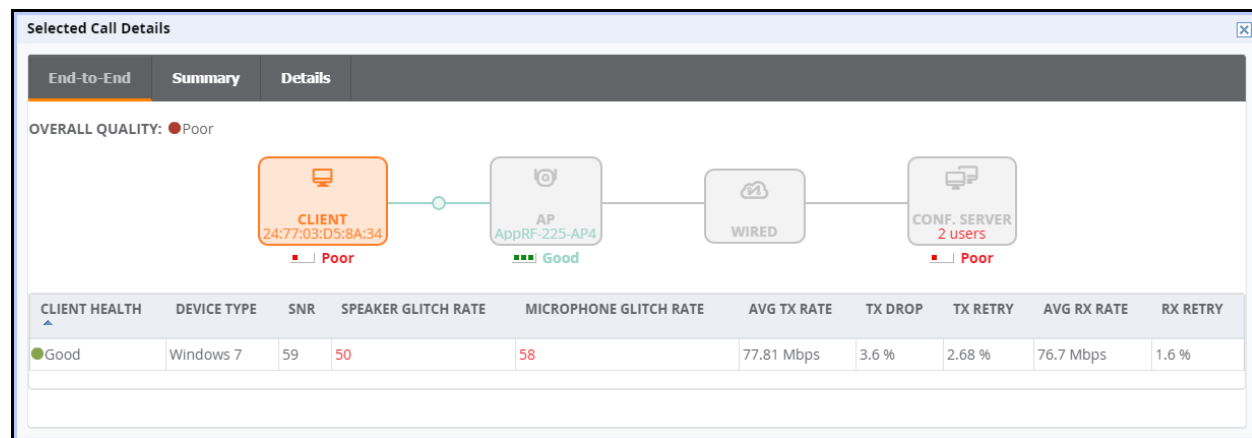 Selected Call Details
End-to-End Summary Details
OVERALL QUALITY: Poor
CLIENT
24:77:03:D5:8A:34
Poor
AP
AppRF-225-AP4
Good
WIRED
CONF. SERVER
2 users
Poor
CLIENT HEALTH DEVICE TYPE SNR SPEAKER GLITCH RATE MICROPHONE GLITCH RATE AVG TX RATE TX DROP TX RETRY AVG RX RATE RX RETRY
Good Windows 7 59 50 58 77.81 Mbps 3.6 % 2.68 % 76.7 Mbps 1.6 %